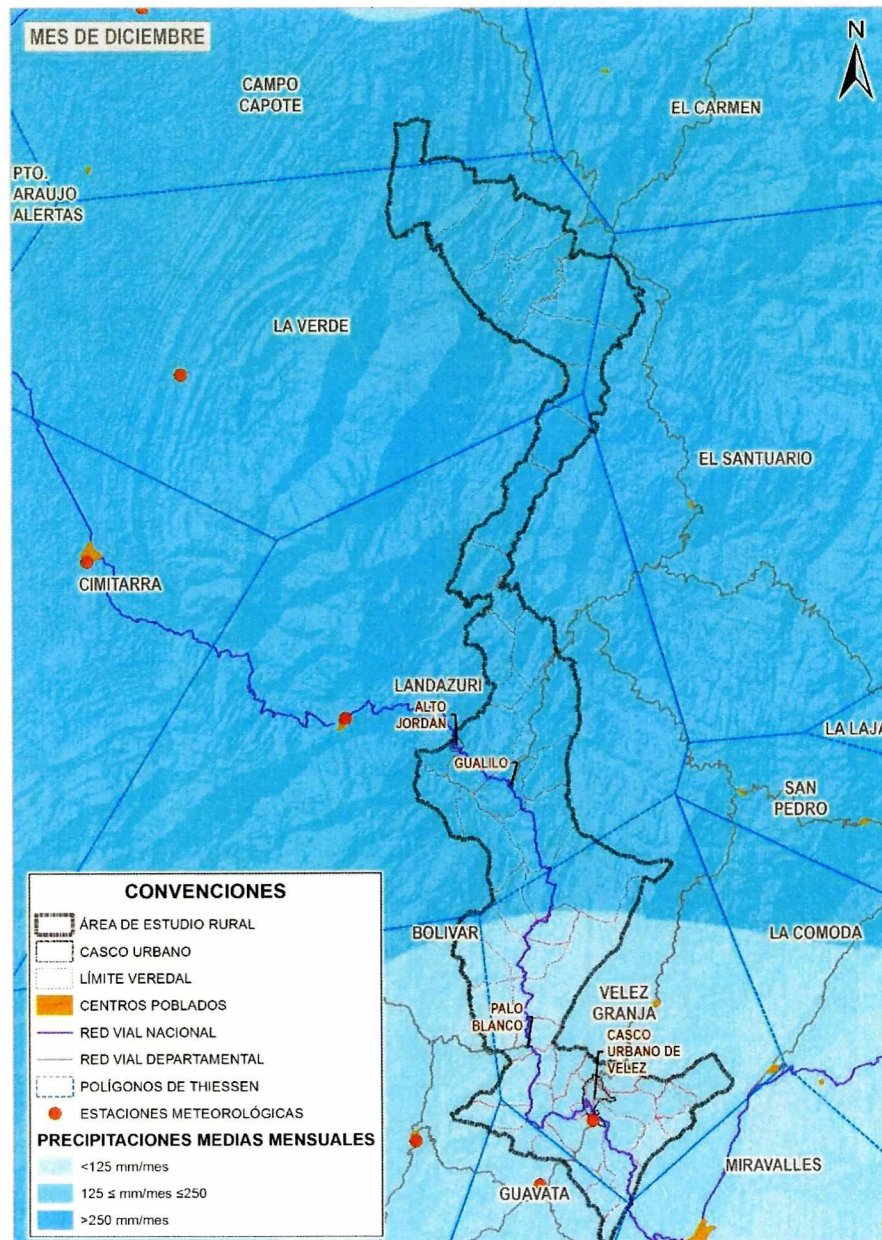 MES DE DICIEMBRE
N
CAMPO
CAPOTE
EL CARMEN
PTO.
ARAUJO
ALERTAS
LA VERDE
EL SANTUARIO
CIMITARRA
LANDAZURI
ALTO
JORDÁN
LA LAJA
GUALILO
SAN
PEDRO
BOLIVAR
LA COMODA
VELEZ
GRANJA
PALO
BLANCO
CASCO
URBANO DE
VELEZ
MIRAVALLES
GUAVATA
CONVENCIONES
ÁREA DE ESTUDIO RURAL
CASCO URBANO
LÍMITE VEREDAL
CENTROS POBLADOS
RED VIAL NACIONAL
RED VIAL DEPARTAMENTAL
POLÍGONOS DE THIESSEN
ESTACIONES METEOROLÓGICAS
PRECIPITACIONES MEDIAS MENSUALES
<125 mm/mes
125 ≤ mm/mes ≤250
>250 mm/mes